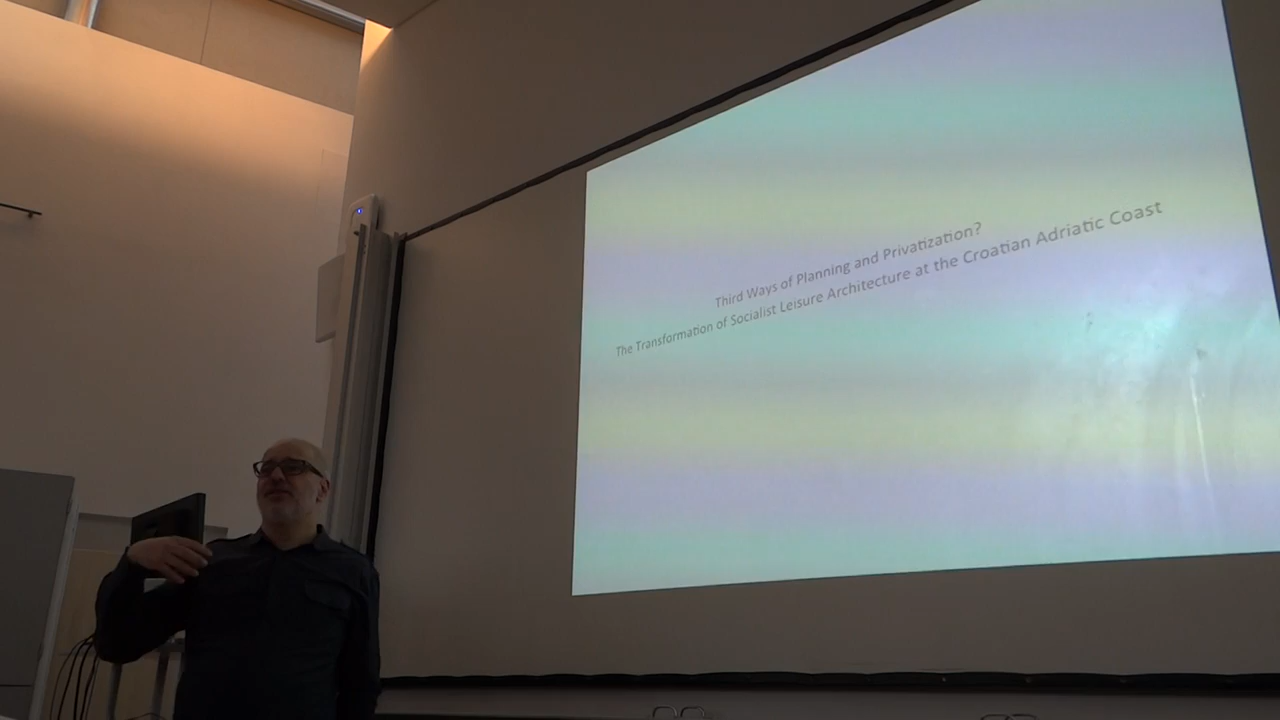 Third Ways of Planning and Privatization?
The Transformation of Socialist Leisure Architecture at the Croatian Adriatic Coast